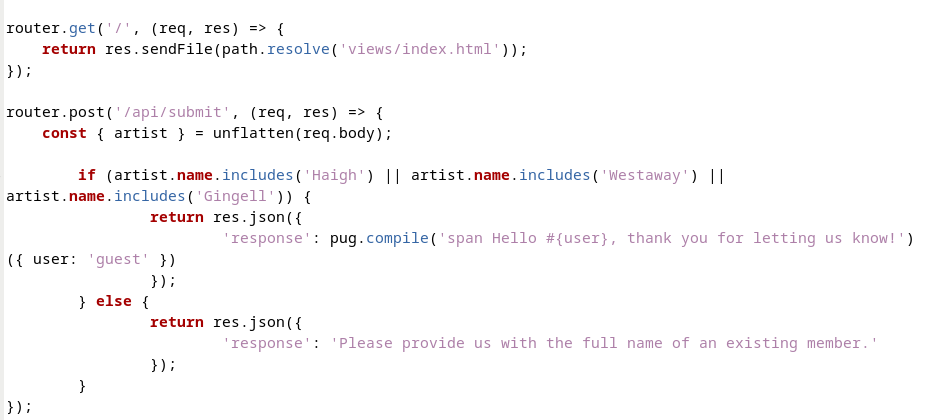 router.get('/', (req, res) => {
    return res.sendFile(path.resolve('views/index.html'));
});

router.post('/api/submit', (req, res) => {
    const { artist } = unflatten(req.body);

        if (artist.name.includes('Haigh') || artist.name.includes('Westaway') ||
artist.name.includes('Gingell')) {
                return res.json({
                        'response': pug.compile('span Hello #{user}, thank you for letting us know!')
({ user: 'guest' })
                });
        } else {
                return res.json({
                        'response': 'Please provide us with the full name of an existing member.'
                });
        }
});